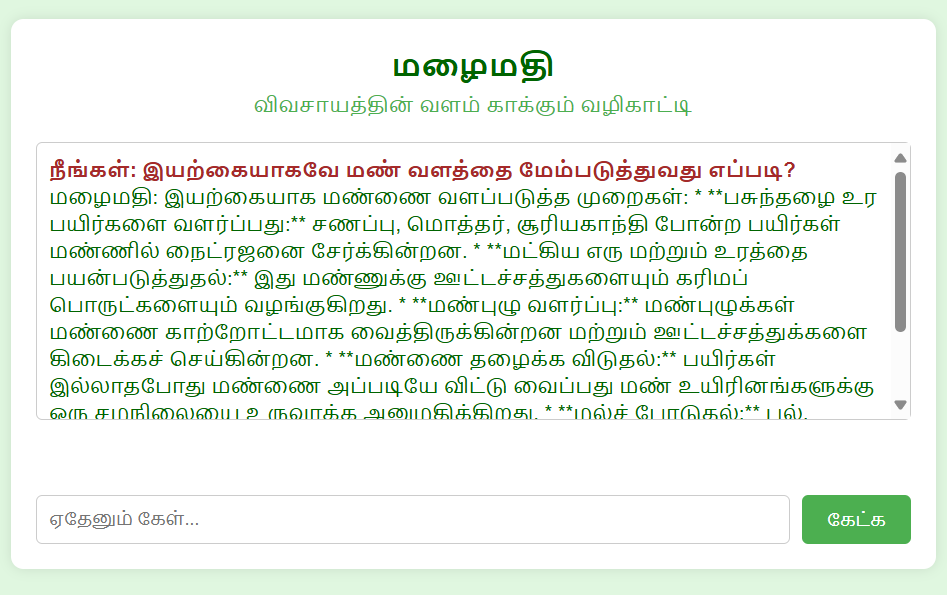 மழைமதி
விவசாயத்தின் வளம் காக்கும் வழிகாட்டி
நீங்கள்: இயற்கையாகவே மண் வளத்தை மேம்படுத்துவது எப்படி?
மழைமதி: இயற்கையாக மண்ணை வளப்படுத்த முறைகள்: * **பசுந்தழை உர
பயிர்களை வளர்ப்பது:** சணப்பு, மொத்தர், சூரியகாந்தி போன்ற பயிர்கள்
மண்ணில் நைட்ரஜனை சேர்க்கின்றன. * **மட்கிய எரு மற்றும் உரத்தை
பயன்படுத்துதல்:** இது மண்ணுக்கு ஊட்டச்சத்துகளையும் கரிமப்
பொருட்களையும் வழங்குகிறது. * **மண்புழு வளர்ப்பு:** மண்புழுக்கள்
மண்ணை காற்றோட்டமாக வைத்திருக்கின்றன மற்றும் ஊட்டச்சத்துக்களை
கிடைக்கச் செய்கின்றன. * **மண்ணை தழைக்க விடுதல்:** பயிர்கள்
இல்லாதபோது மண்ணை அப்படியே விட்டு வைப்பது மண் உயிரினங்களுக்கு
ஒரு சமநிலையை உருவாக்க அனுமதிக்கிறது. * **மல்ச் போடுதல்:** புல்,
ஏதேனும் கேள்...
கேட்க